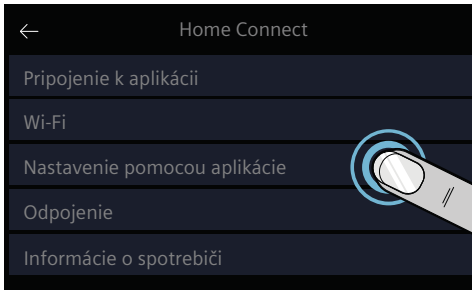 Home Connect
Pripojenie k aplikácii
Wi-Fi
Nastavenie pomocou aplikácie
Odpojenie
Informácie o spotrebiči